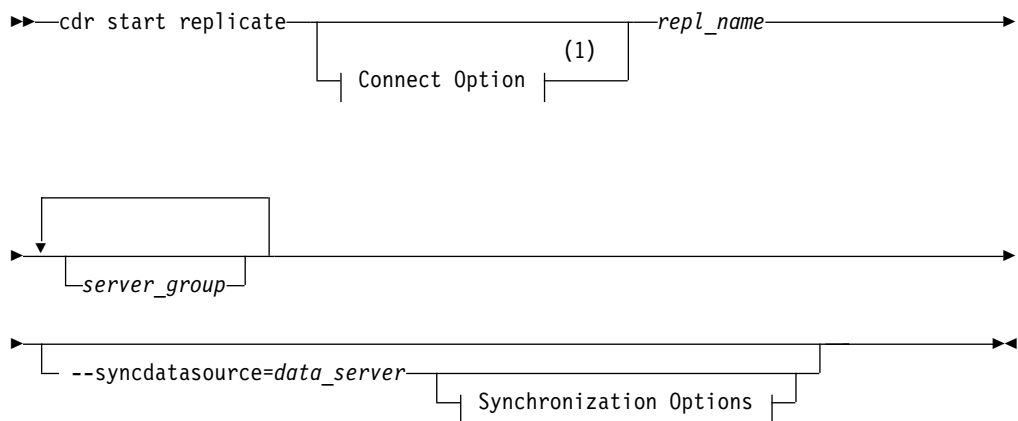 cdr start replicate repl_name
(1)
Connect Option
server_group
--syncdatasource=data_server
Synchronization Options